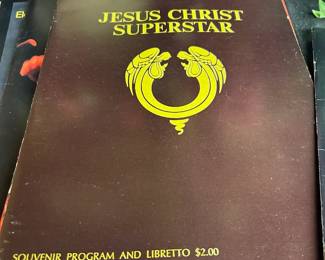 JESUS CHRIST
SUPERSTAR
SOUVENIR PROGRAM AND LIBRETTO $2.00